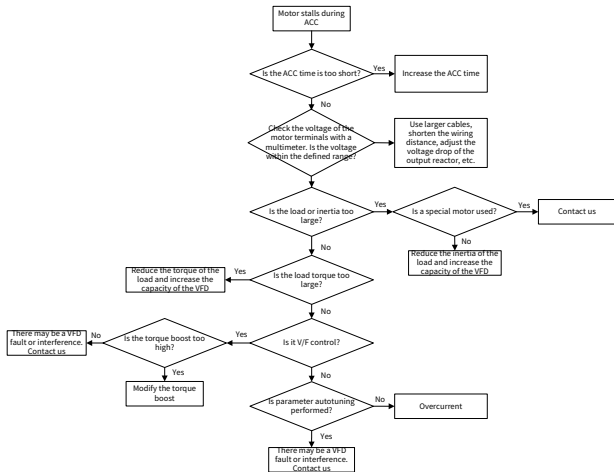 Motor stalls during
ACC
Is the ACC time is too short?
Yes
Increase the ACC time
No
Check the voltage of the
motor terminals with a
multimeter. Is the voltage
within the defined range?
Use larger cables,
shorten the wiring
distance, adjust the
voltage drop of the
output reactor, etc.
Is the load or inertia too
large?
Yes
Is a special motor used?
Yes
Contact us
No
No
Reduce the inertia of the
load and increase the
capacity of the VFD
Reduce the torque of the
load and increase the
capacity of the VFD
Yes
Is the load torque too
large?
No
There may be a VFD
fault or interference.
Contact us
No
Is the torque boost too
high?
Yes
Is it V/F control?
Yes
No
Modify the torque
boost
Is parameter autotuning
performed?
No
Overcurrent
Yes
There may be a VFD
fault or interference.
Contact us